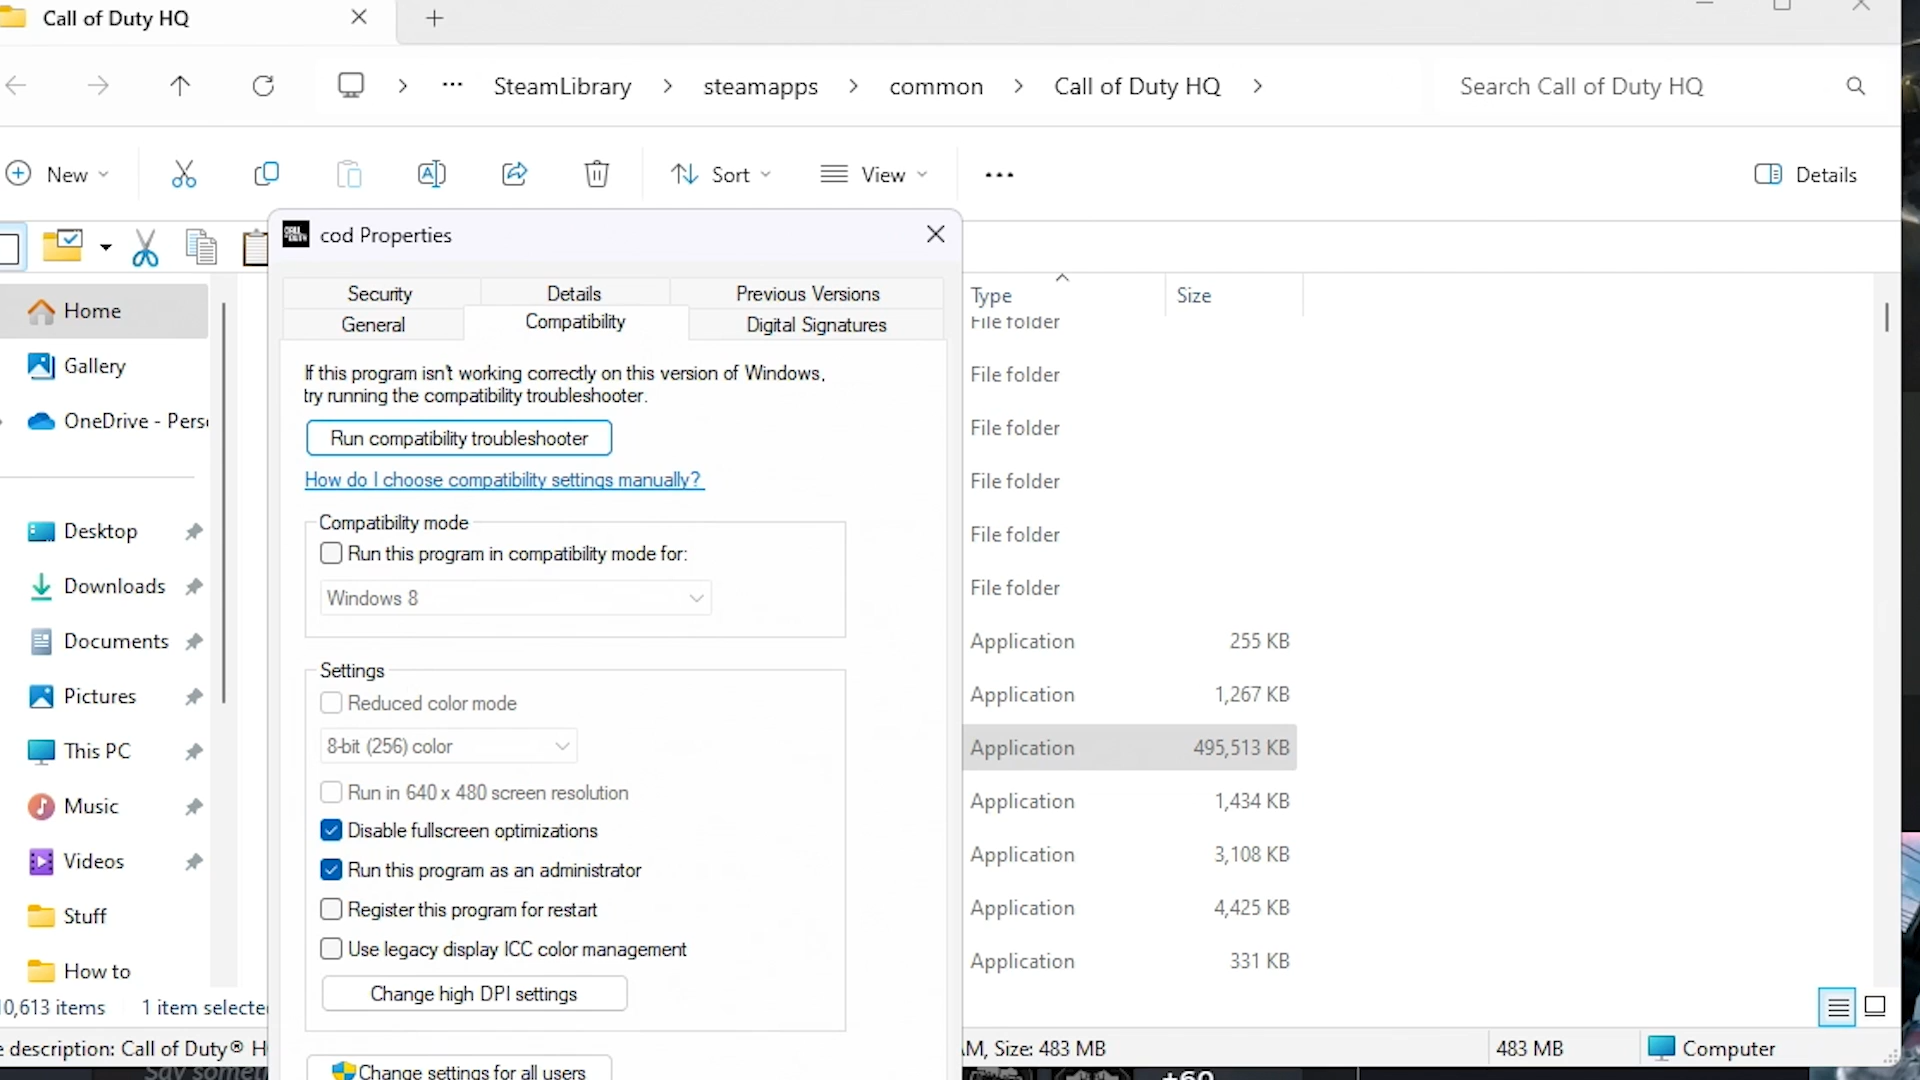 Call of Duty HQ
SteamLibrary > steamapps > common > Call of Duty HQ >
Search Call of Duty HQ
New
Sort
View
Details
cod Properties
Security
Details
Previous Versions
General
Compatibility
Digital Signatures
If this program isn't working correctly on this version of Windows,
try running the compatibility troubleshooter.
Run compatibility troubleshooter
How do I choose compatibility settings manually?
Compatibility mode
Run this program in compatibility mode for:
Windows 8
Settings
Reduced color mode
8-bit (256) color
Run in 640 x 480 screen resolution
Disable fullscreen optimizations
Run this program as an administrator
Register this program for restart
Use legacy display ICC color management
Change high DPI settings
Change settings for all users
Home
Gallery
OneDrive - Pers
Desktop
Downloads
Documents
Pictures
This PC
Music
Videos
Stuff
How to
Type
Size
File folder
File folder
File folder
File folder
File folder
File folder
Application 255 KB
Application 1,267 KB
Application 495,513 KB
Application 1,434 KB
Application 3,108 KB
Application 4,425 KB
Application 331 KB
0,613 items
1 item selected
e description: Call of Duty® H
M, Size: 483 MB
483 MB
Computer
Say someth
+60